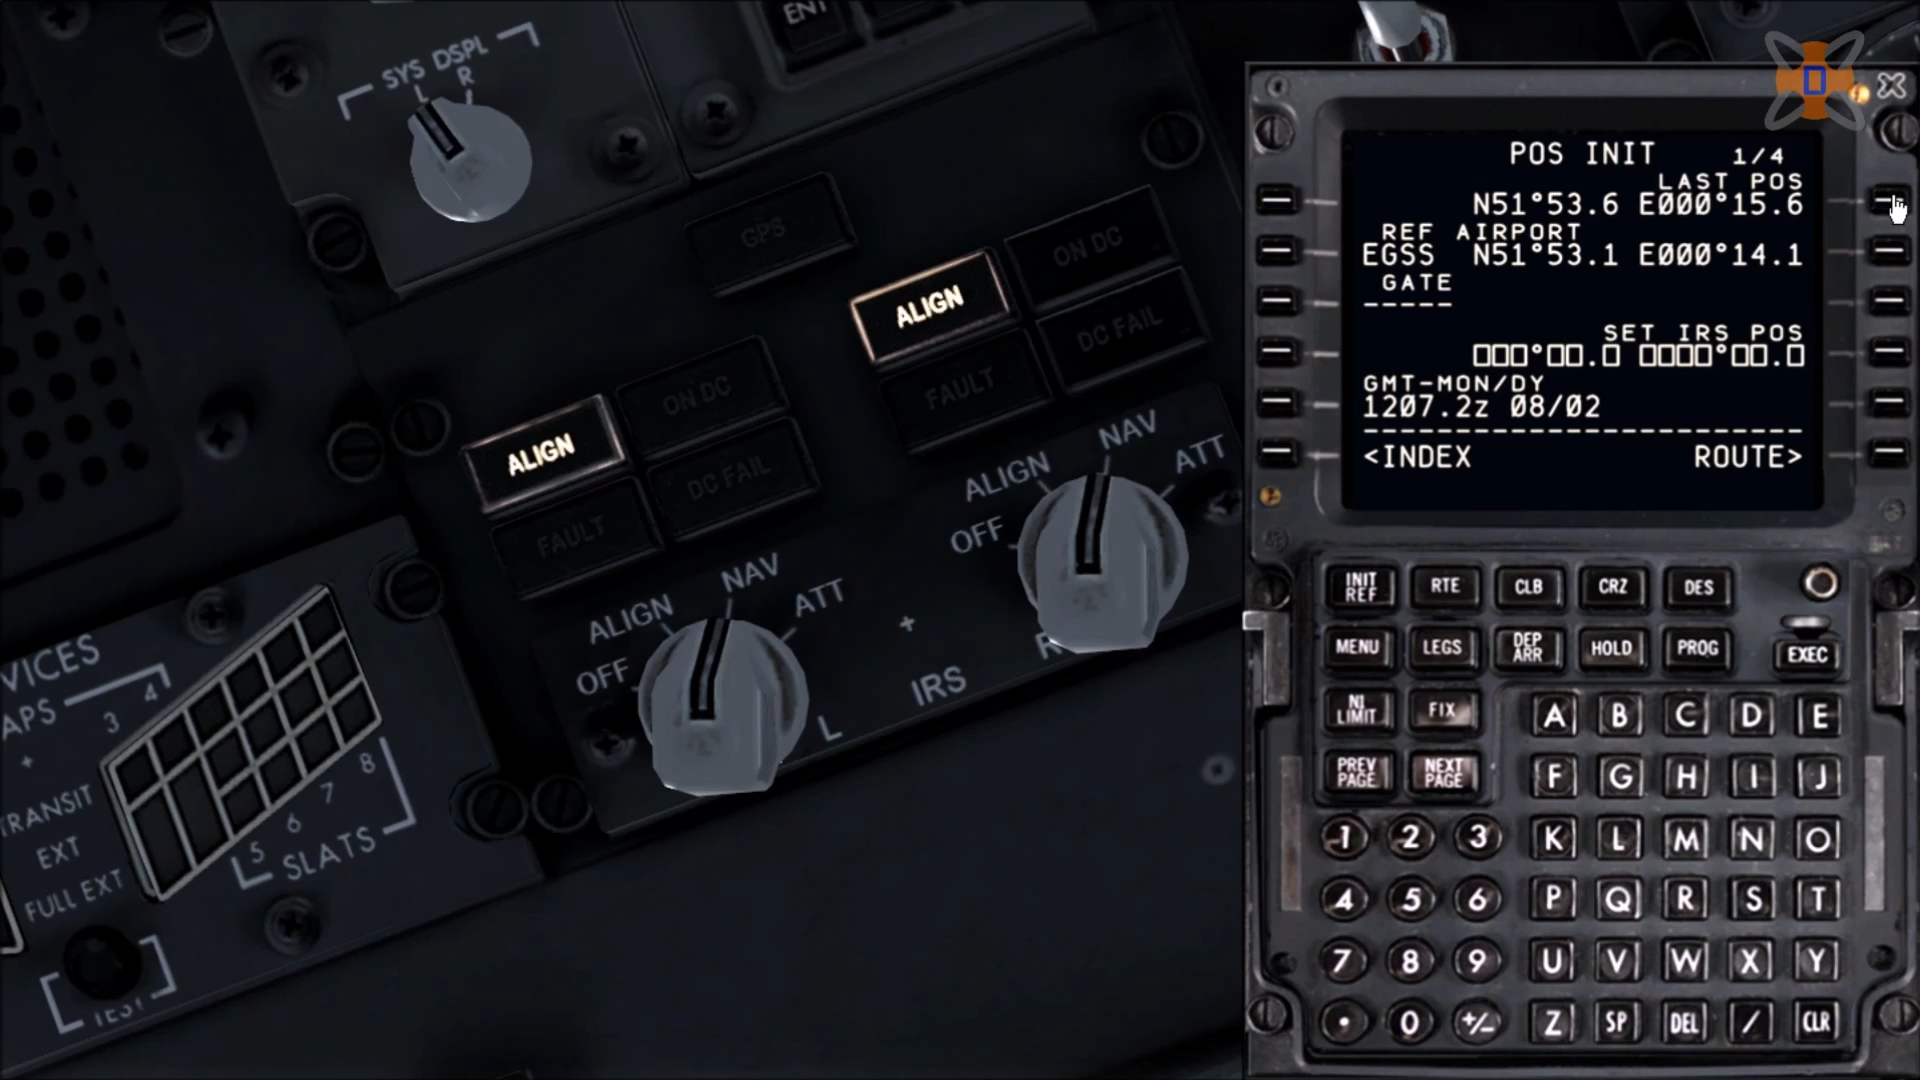 ENT
SYS DSPL
L R
GPS
ALIGN
ON DC
FAULT
DC FAIL
ALIGN
ON DC
FAULT
DC FAIL
OFF ALIGN NAV ATT
OFF ALIGN NAV ATT
L IRS R
3 4
TRANSIT
EXT
FULL EXT
5 6 7 8
SLATS
TEST
D
POS INIT 1/4
LAST POS
N51°53.6 E000°15.6
REF AIRPORT
EGSS N51°53.1 E000°14.1
GATE
-----
SET IRS POS
□□□°□□.□ □□□□°□□.□
GMT-MON/DY
1207.2z 08/02
<INDEX ROUTE>
INIT REF RTE CLB CRZ DES
MENU LEGS DEP ARR HOLD PROG EXEC
N1 LIMIT FIX
PREV PAGE NEXT PAGE
A B C D E
F G H I J
1 2 3 K L M N O
4 5 6 P Q R S T
7 8 9 U V W X Y
. 0 +/- Z SP DEL / CLR